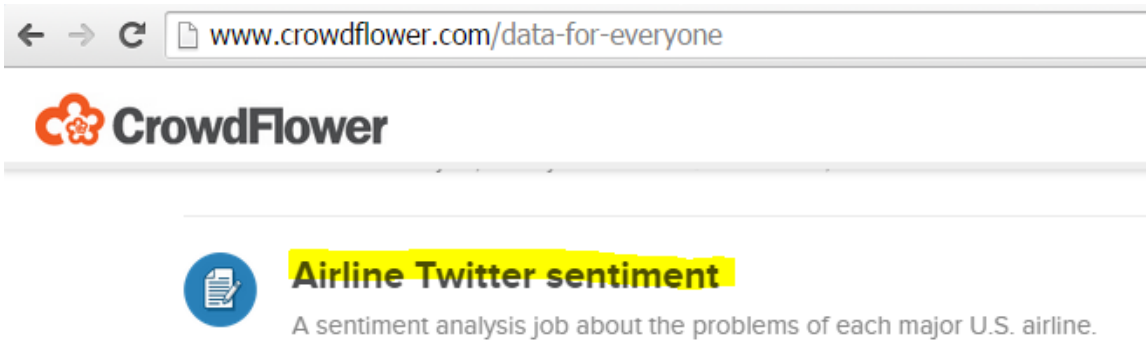 www.crowdflower.com/data-for-everyone
CrowdFlower
Airline Twitter sentiment
A sentiment analysis job about the problems of each major U.S. airline.